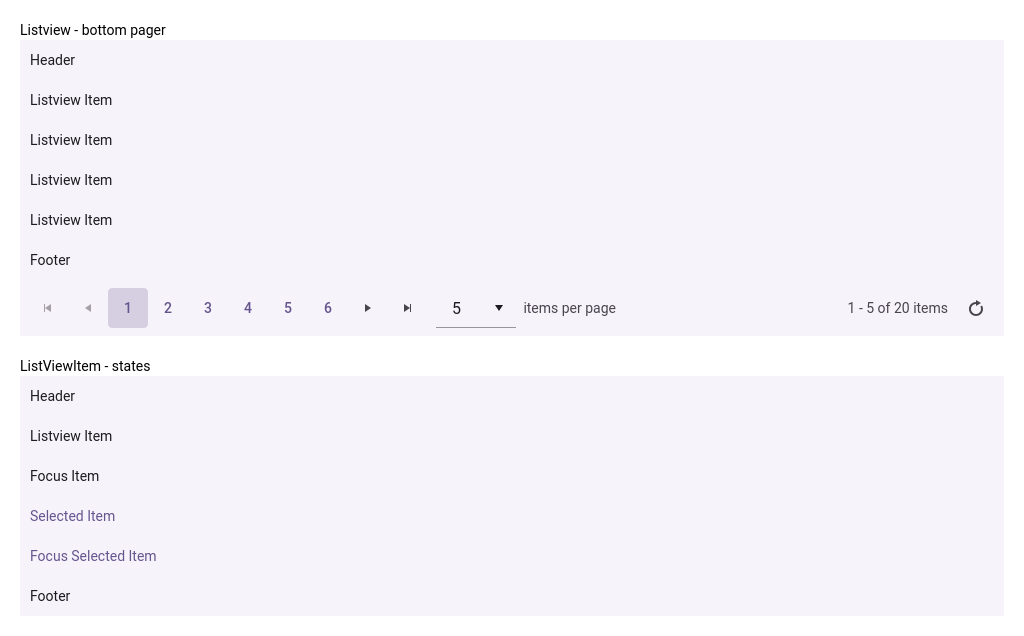 Listview - bottom pager
Header
Listview Item
Listview Item
Listview Item
Listview Item
Footer
1 2 3 4 5 6 5 items per page 1 - 5 of 20 items
ListViewItem - states
Header
Listview Item
Focus Item
Selected Item
Focus Selected Item
Footer